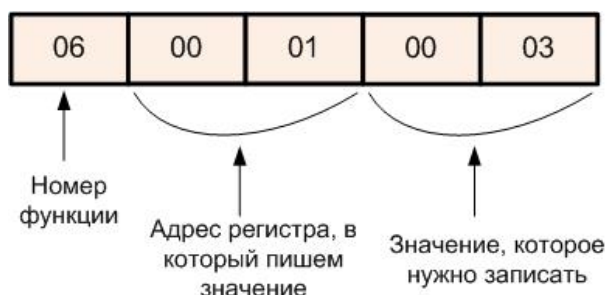 06 00 01 00 03
Номер
функции
Адрес регистра, в
который пишем
значение
Значение, которое
нужно записать